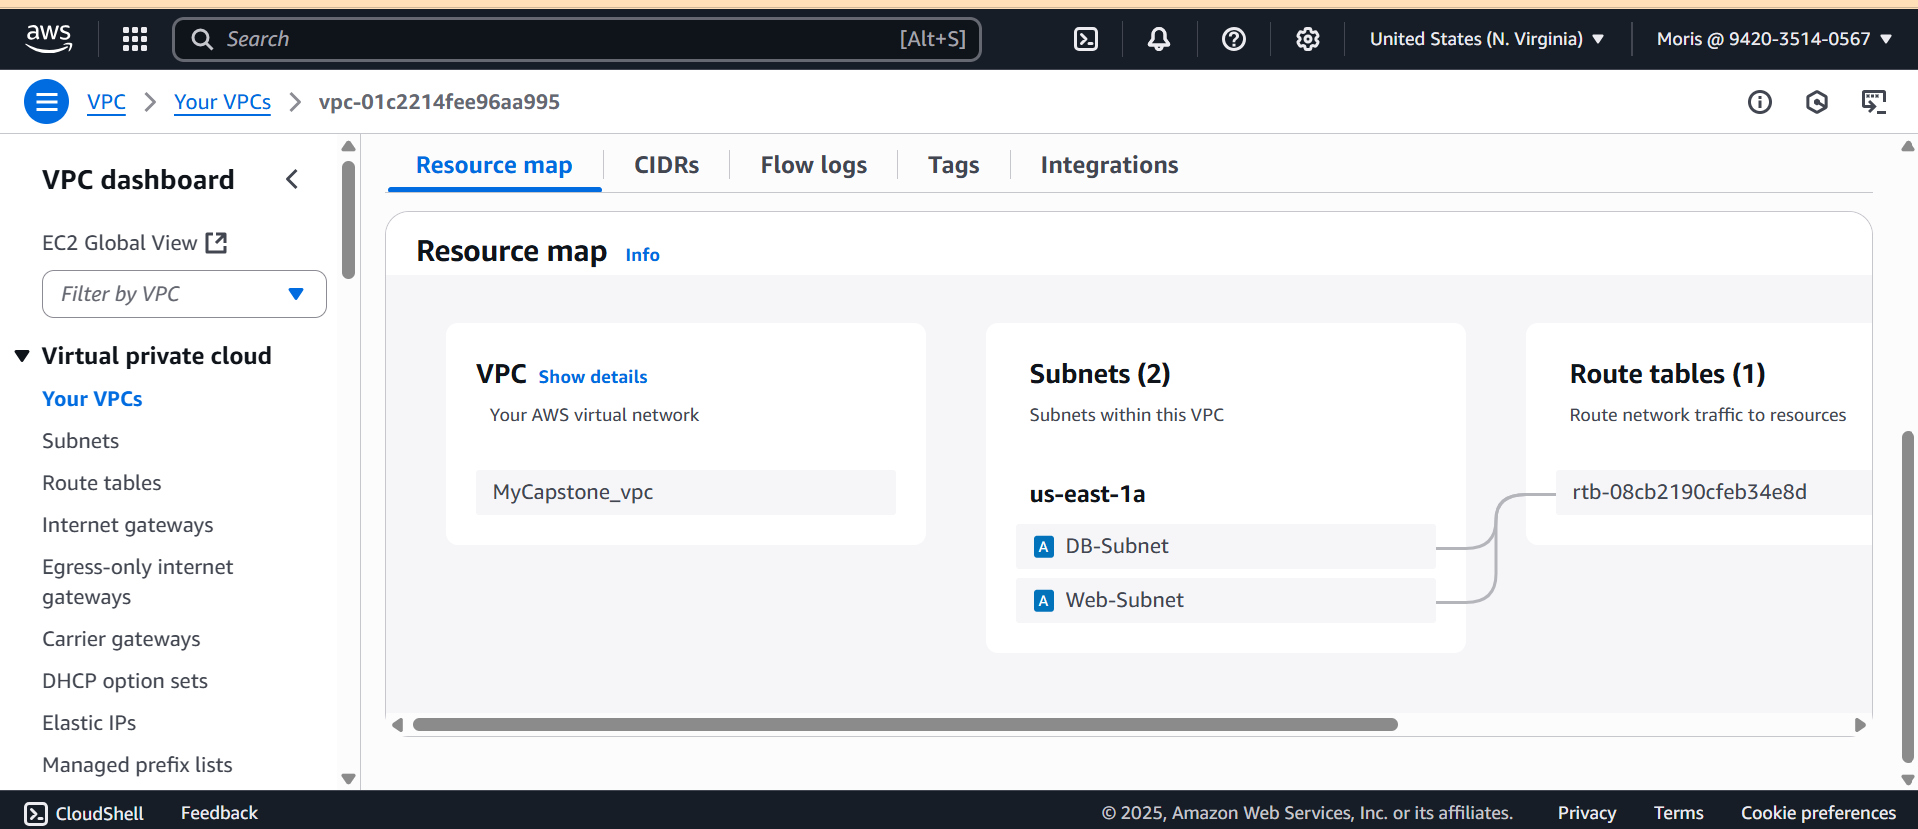 aws
Search
[Alt+S]
United States (N. Virginia)
Moris @ 9420-3514-0567
VPC
Your VPCs
vpc-01c2214fee96aa995
VPC dashboard
EC2 Global View
Filter by VPC
Virtual private cloud
Your VPCs
Subnets
Route tables
Internet gateways
Egress-only internet
gateways
Carrier gateways
DHCP option sets
Elastic IPs
Managed prefix lists
Resource map
CIDRs
Flow logs
Tags
Integrations
Resource map
Info
VPC
Show details
Your AWS virtual network
MyCapstone_vpc
Subnets (2)
Subnets within this VPC
us-east-1a
A DB-Subnet
A Web-Subnet
Route tables (1)
Route network traffic to resources
rtb-08cb2190cfeb34e8d
CloudShell
Feedback
© 2025, Amazon Web Services, Inc. or its affiliates.
Privacy
Terms
Cookie preferences